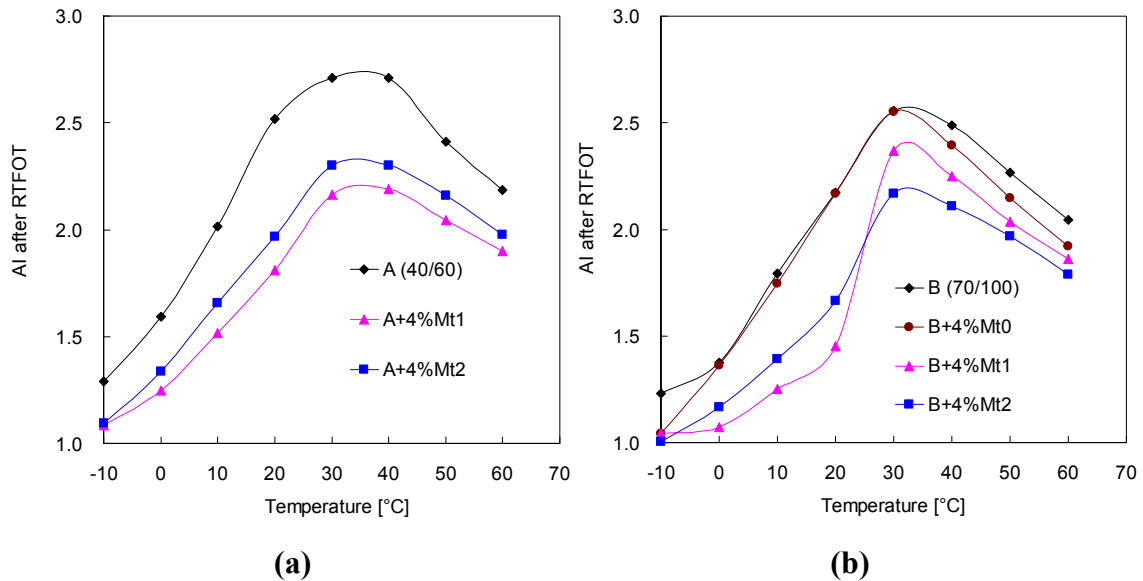 3.0
2.5
2.0
1.5
1.0
AI after RTFOT
-10 0 10 20 30 40 50 60 70
Temperature [°C]
A (40/60)
A+4%Mt1
A+4%Mt2
(a)
3.0
2.5
2.0
1.5
1.0
AI after RTFOT
-10 0 10 20 30 40 50 60 70
Temperature [°C]
B (70/100)
B+4%Mt0
B+4%Mt1
B+4%Mt2
(b)